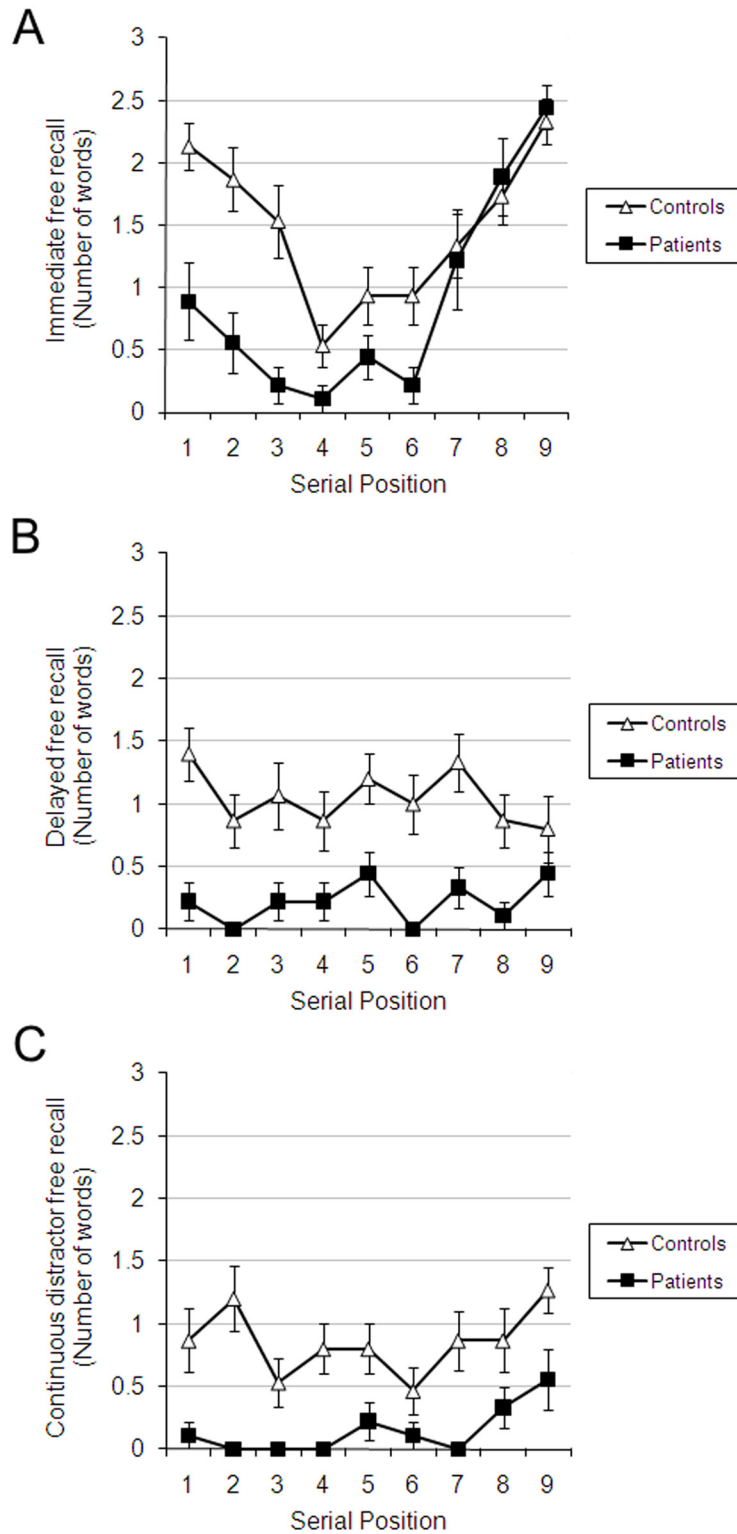 A
3
2.5
2
1.5
1
0.5
0
Immediate free recall
(Number of words)
1 2 3 4 5 6 7 8 9
Serial Position
Controls
Patients
B
3
2.5
2
1.5
1
0.5
0
Delayed free recall
(Number of words)
1 2 3 4 5 6 7 8 9
Serial Position
Controls
Patients
C
3
2.5
2
1.5
1
0.5
0
Continuous distractor free recall
(Number of words)
1 2 3 4 5 6 7 8 9
Serial Position
Controls
Patients